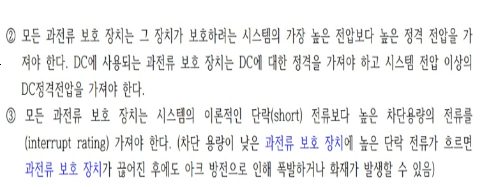 ② 모든 과전류 보호 장치는 그 장치가 보호하려는 시스템의 가장 높은 전압보다 높은 정격 전압을 가
져야 한다. DC에 사용되는 과전류 보호 장치는 DC에 대한 정격을 가져야 하고 시스템 전압 이상의
DC정격전압을 가져야 한다.
③ 모든 과전류 보호 장치는 시스템의 이론적인 단락(short) 전류보다 높은 차단용량의 전류를
(interrupt rating) 가져야 한다. (차단 용량이 낮은 과전류 보호 장치에 높은 단락 전류가 흐르면
과전류 보호 장치가 끊어진 후에도 아크 방전으로 인해 폭발하거나 화재가 발생할 수 있음)